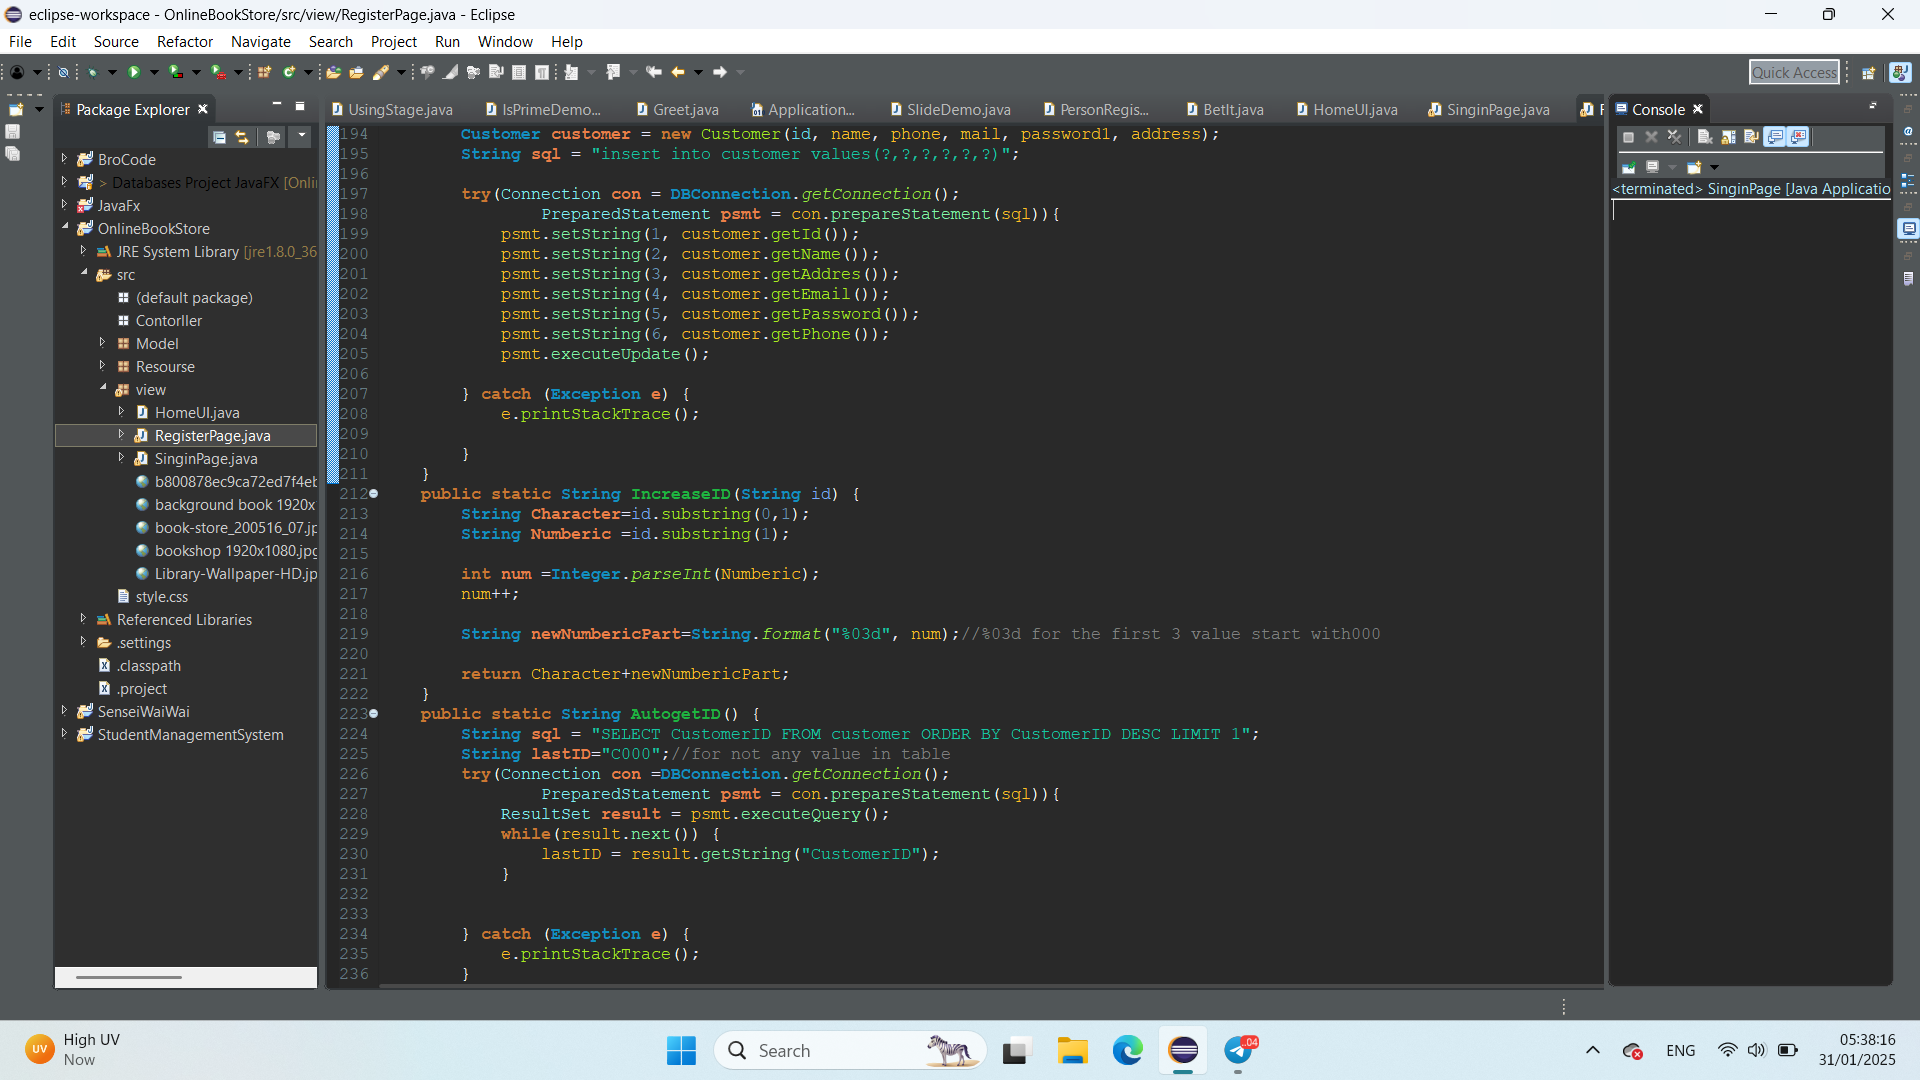 eclipse-workspace - OnlineBookStore/src/view/RegisterPage.java - Eclipse
File Edit Source Refactor Navigate Search Project Run Window Help
Quick Access
Package Explorer
BroCode
> Databases Project JavaFX [Onli
JavaFx
OnlineBookStore
JRE System Library [jre1.8.0_36
src
(default package)
Contorller
Model
Resourse
view
HomeUI.java
RegisterPage.java
SinginPage.java
b800878ec9ca72ed7f4eb
background book 1920x
book-store_200516_07.jp
bookshop 1920x1080.jpg
Library-Wallpaper-HD.jp
style.css
Referenced Libraries
.settings
.classpath
.project
SenseiWaiWai
StudentManagementSystem
UsingStage.java IsPrimeDemo... Greet.java Application... SlideDemo.java PersonRegis... BetIt.java HomeUI.java SinginPage.java
194 Customer customer = new Customer(id, name, phone, mail, password1, address);
195 String sql = "insert into customer values(?,?,?,?,?,?)";
196
197 try(Connection con = DBConnection.getConnection();
198 PreparedStatement psmt = con.prepareStatement(sql)){
199 psmt.setString(1, customer.getId());
200 psmt.setString(2, customer.getName());
201 psmt.setString(3, customer.getAddres());
202 psmt.setString(4, customer.getEmail());
203 psmt.setString(5, customer.getPassword());
204 psmt.setString(6, customer.getPhone());
205 psmt.executeUpdate();
206
207 } catch (Exception e) {
208 e.printStackTrace();
209
210 }
211 }
212 public static String IncreaseID(String id) {
213 String Character=id.substring(0,1);
214 String Numberic =id.substring(1);
215
216 int num =Integer.parseInt(Numberic);
217 num++;
218
219 String newNumbericPart=String.format("%03d", num);//%03d for the first 3 value start with000
220
221 return Character+newNumbericPart;
222 }
223 public static String AutogetID() {
224 String sql = "SELECT CustomerID FROM customer ORDER BY CustomerID DESC LIMIT 1";
225 String lastID="C000";//for not any value in table
226 try(Connection con =DBConnection.getConnection();
227 PreparedStatement psmt = con.prepareStatement(sql)){
228 ResultSet result = psmt.executeQuery();
229 while(result.next()) {
230 lastID = result.getString("CustomerID");
231 }
232
233
234 } catch (Exception e) {
235 e.printStackTrace();
236 }
Console
<terminated> SinginPage [Java Applicatio
UV
High UV
Now
Search
.04
ENG
05:38:16
31/01/2025